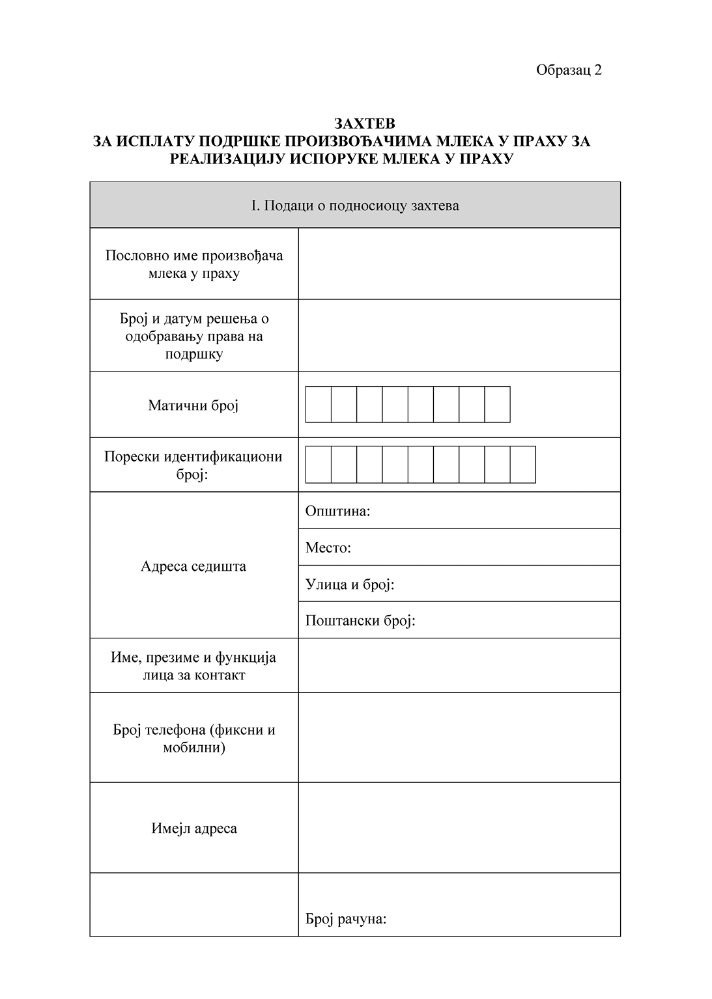 Образац 2
ЗАХТЕВ
ЗА ИСПЛАТУ ПОДРШКЕ ПРОИЗВОЂАЧИМА МЛЕКА У ПРАХУ ЗА
РЕАЛИЗАЦИЈУ ИСПОРУКЕ МЛЕКА У ПРАХУ
I. Подаци о подносиоцу захтева
Пословно име произвођача
млека у праху
Број и датум решења о
одобравању права на
подршку
Матични број
Порески идентификациони
број:
Адреса седишта
Општина:
Место:
Улица и број:
Поштански број:
Име, презиме и функција
лица за контакт
Број телефона (фиксни и
мобилни)
Имејл адреса
Број рачуна: